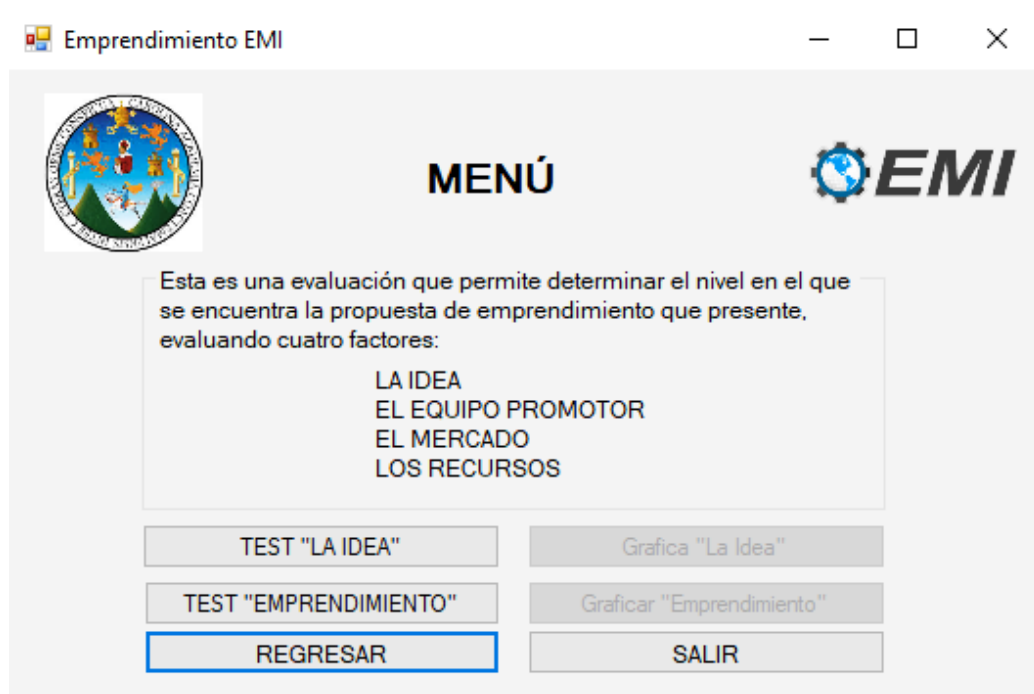 Emprendimiento EMI
MENÚ
EMI
Esta es una evaluación que permite determinar el nivel en el que
se encuentra la propuesta de emprendimiento que presente,
evaluando cuatro factores:
LA IDEA
EL EQUIPO PROMOTOR
EL MERCADO
LOS RECURSOS
TEST "LA IDEA"
Grafica "La Idea"
TEST "EMPRENDIMIENTO"
Graficar "Emprendimiento"
REGRESAR
SALIR